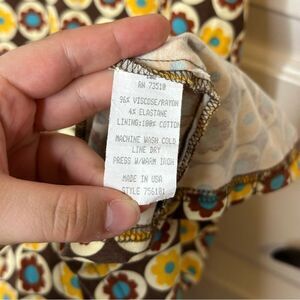 RN 73510
96% VISCOSE/RAYON
4% ELASTANE
LINING:100% COTTON
MACHINE WASH COLD
LINE DRY
PRESS W/WARM IRON
MADE IN USA
STYLE 756181